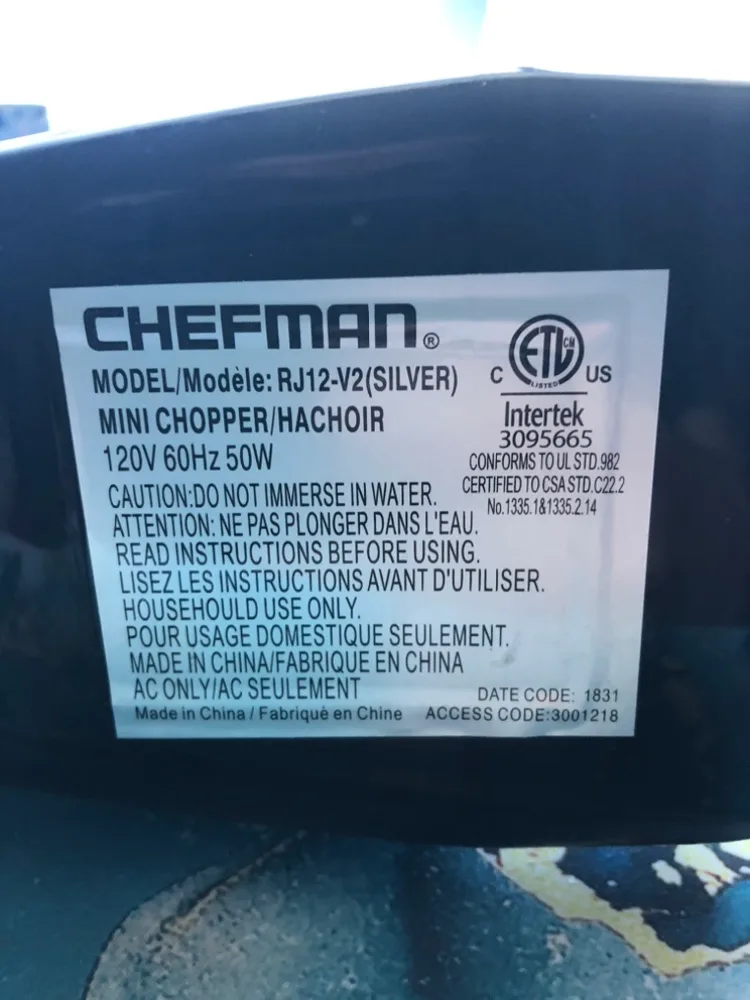 CHEFMAN®
MODEL/Modèle: RJ12-V2(SILVER)
MINI CHOPPER/HACHOIR
120V 60Hz 50W
CAUTION:DO NOT IMMERSE IN WATER.
ATTENTION: NE PAS PLONGER DANS L'EAU.
READ INSTRUCTIONS BEFORE USING.
LISEZ LES INSTRUCTIONS AVANT D'UTILISER.
HOUSEHOULD USE ONLY.
POUR USAGE DOMESTIQUE SEULEMENT.
MADE IN CHINA/FABRIQUE EN CHINA
AC ONLY/AC SEULEMENT
Made in China / Fabriquè en Chine
ETL CM
LISTED
C US
Intertek
3095665
CONFORMS TO UL STD.982
CERTIFIED TO CSA STD.C22.2
No.1335.1&1335.2.14
DATE CODE: 1831
ACCESS CODE:3001218